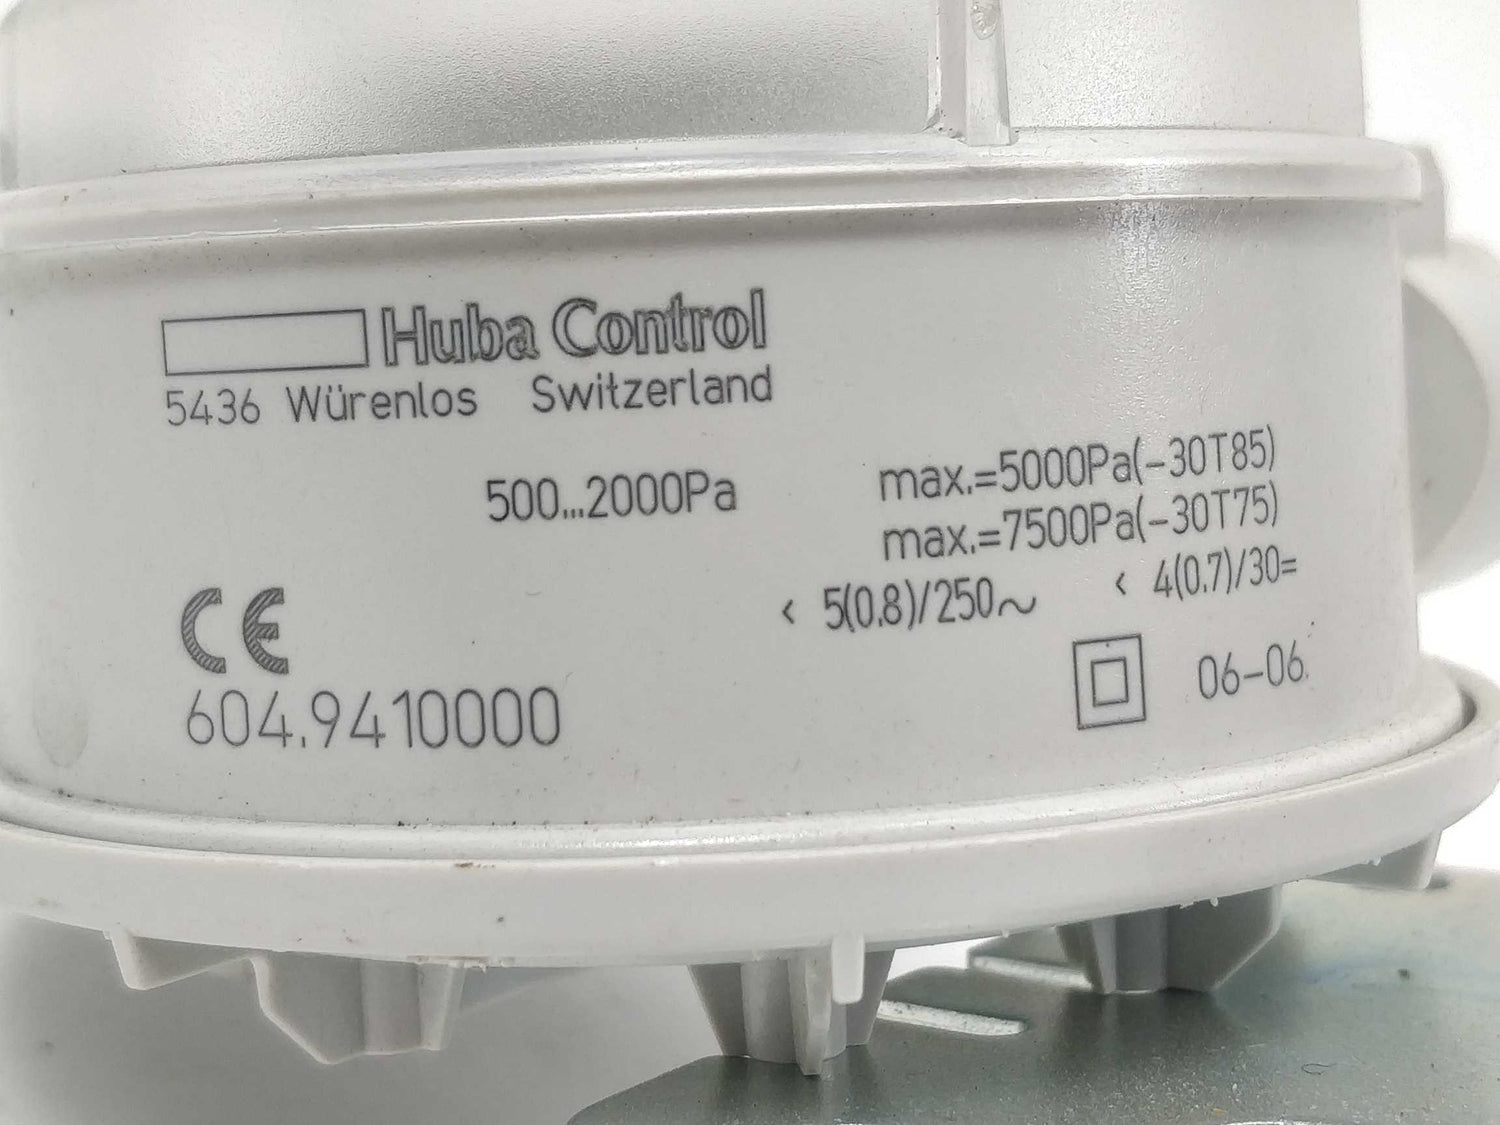 Huba Control
5436 Würenlos Switzerland
500...2000Pa
max.=5000Pa(-30T85)
max.=7500Pa(-30T75)
< 5(0.8)/250~ < 4(0.7)/30=
CE
604.9410000
06-06.